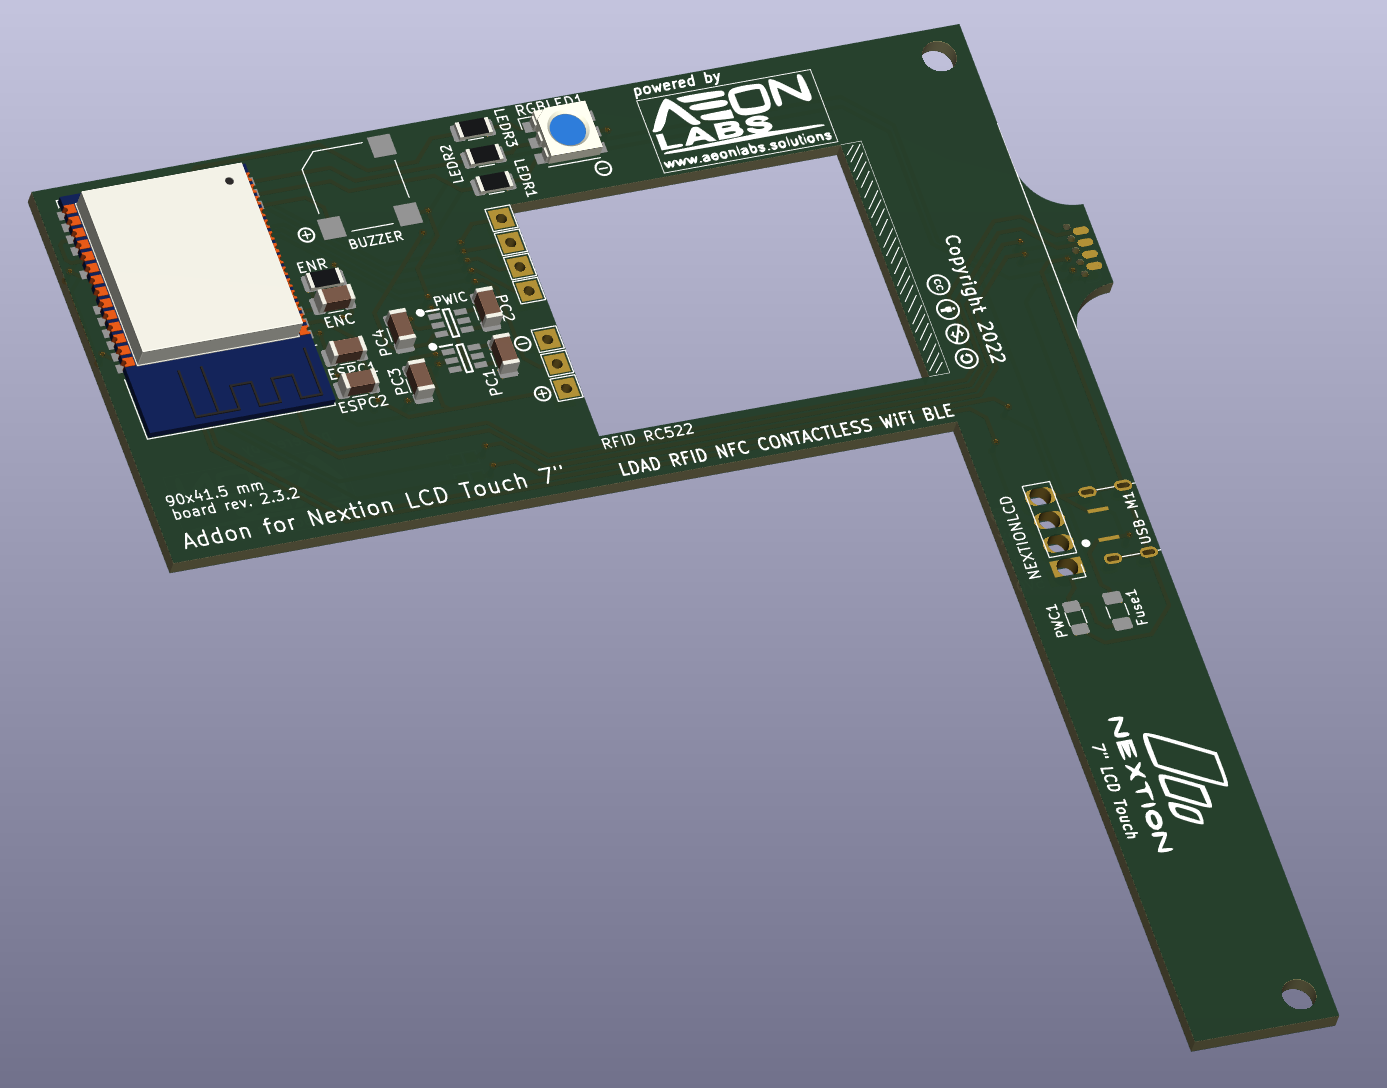 powered by
AEON
LABS
www.aeonlabs.solutions
RGBLED1
LEDR3
LEDR2
LEDR1
BUZZER
ENR
ENC
PWIC
PC2
PC4
PC1
PC3
ESPC1
ESPC2
Copyright 2022
cc
RFID RC522
LDAD RFID NFC CONTACTLESS WiFi BLE
90x41.5 mm
board rev. 2.3.2
Addon for Nextion LCD Touch 7"
NEXTIONLCD
USB-M1
PWC1
Fuse1
NEXTION
7" LCD Touch